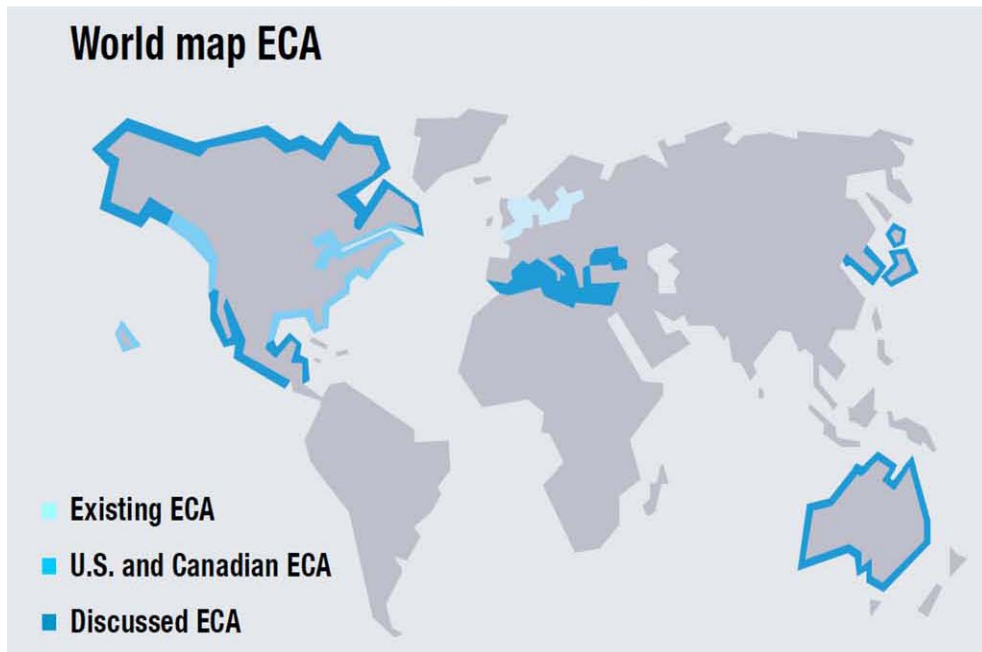 World map ECA
Existing ECA
U.S. and Canadian ECA
Discussed ECA